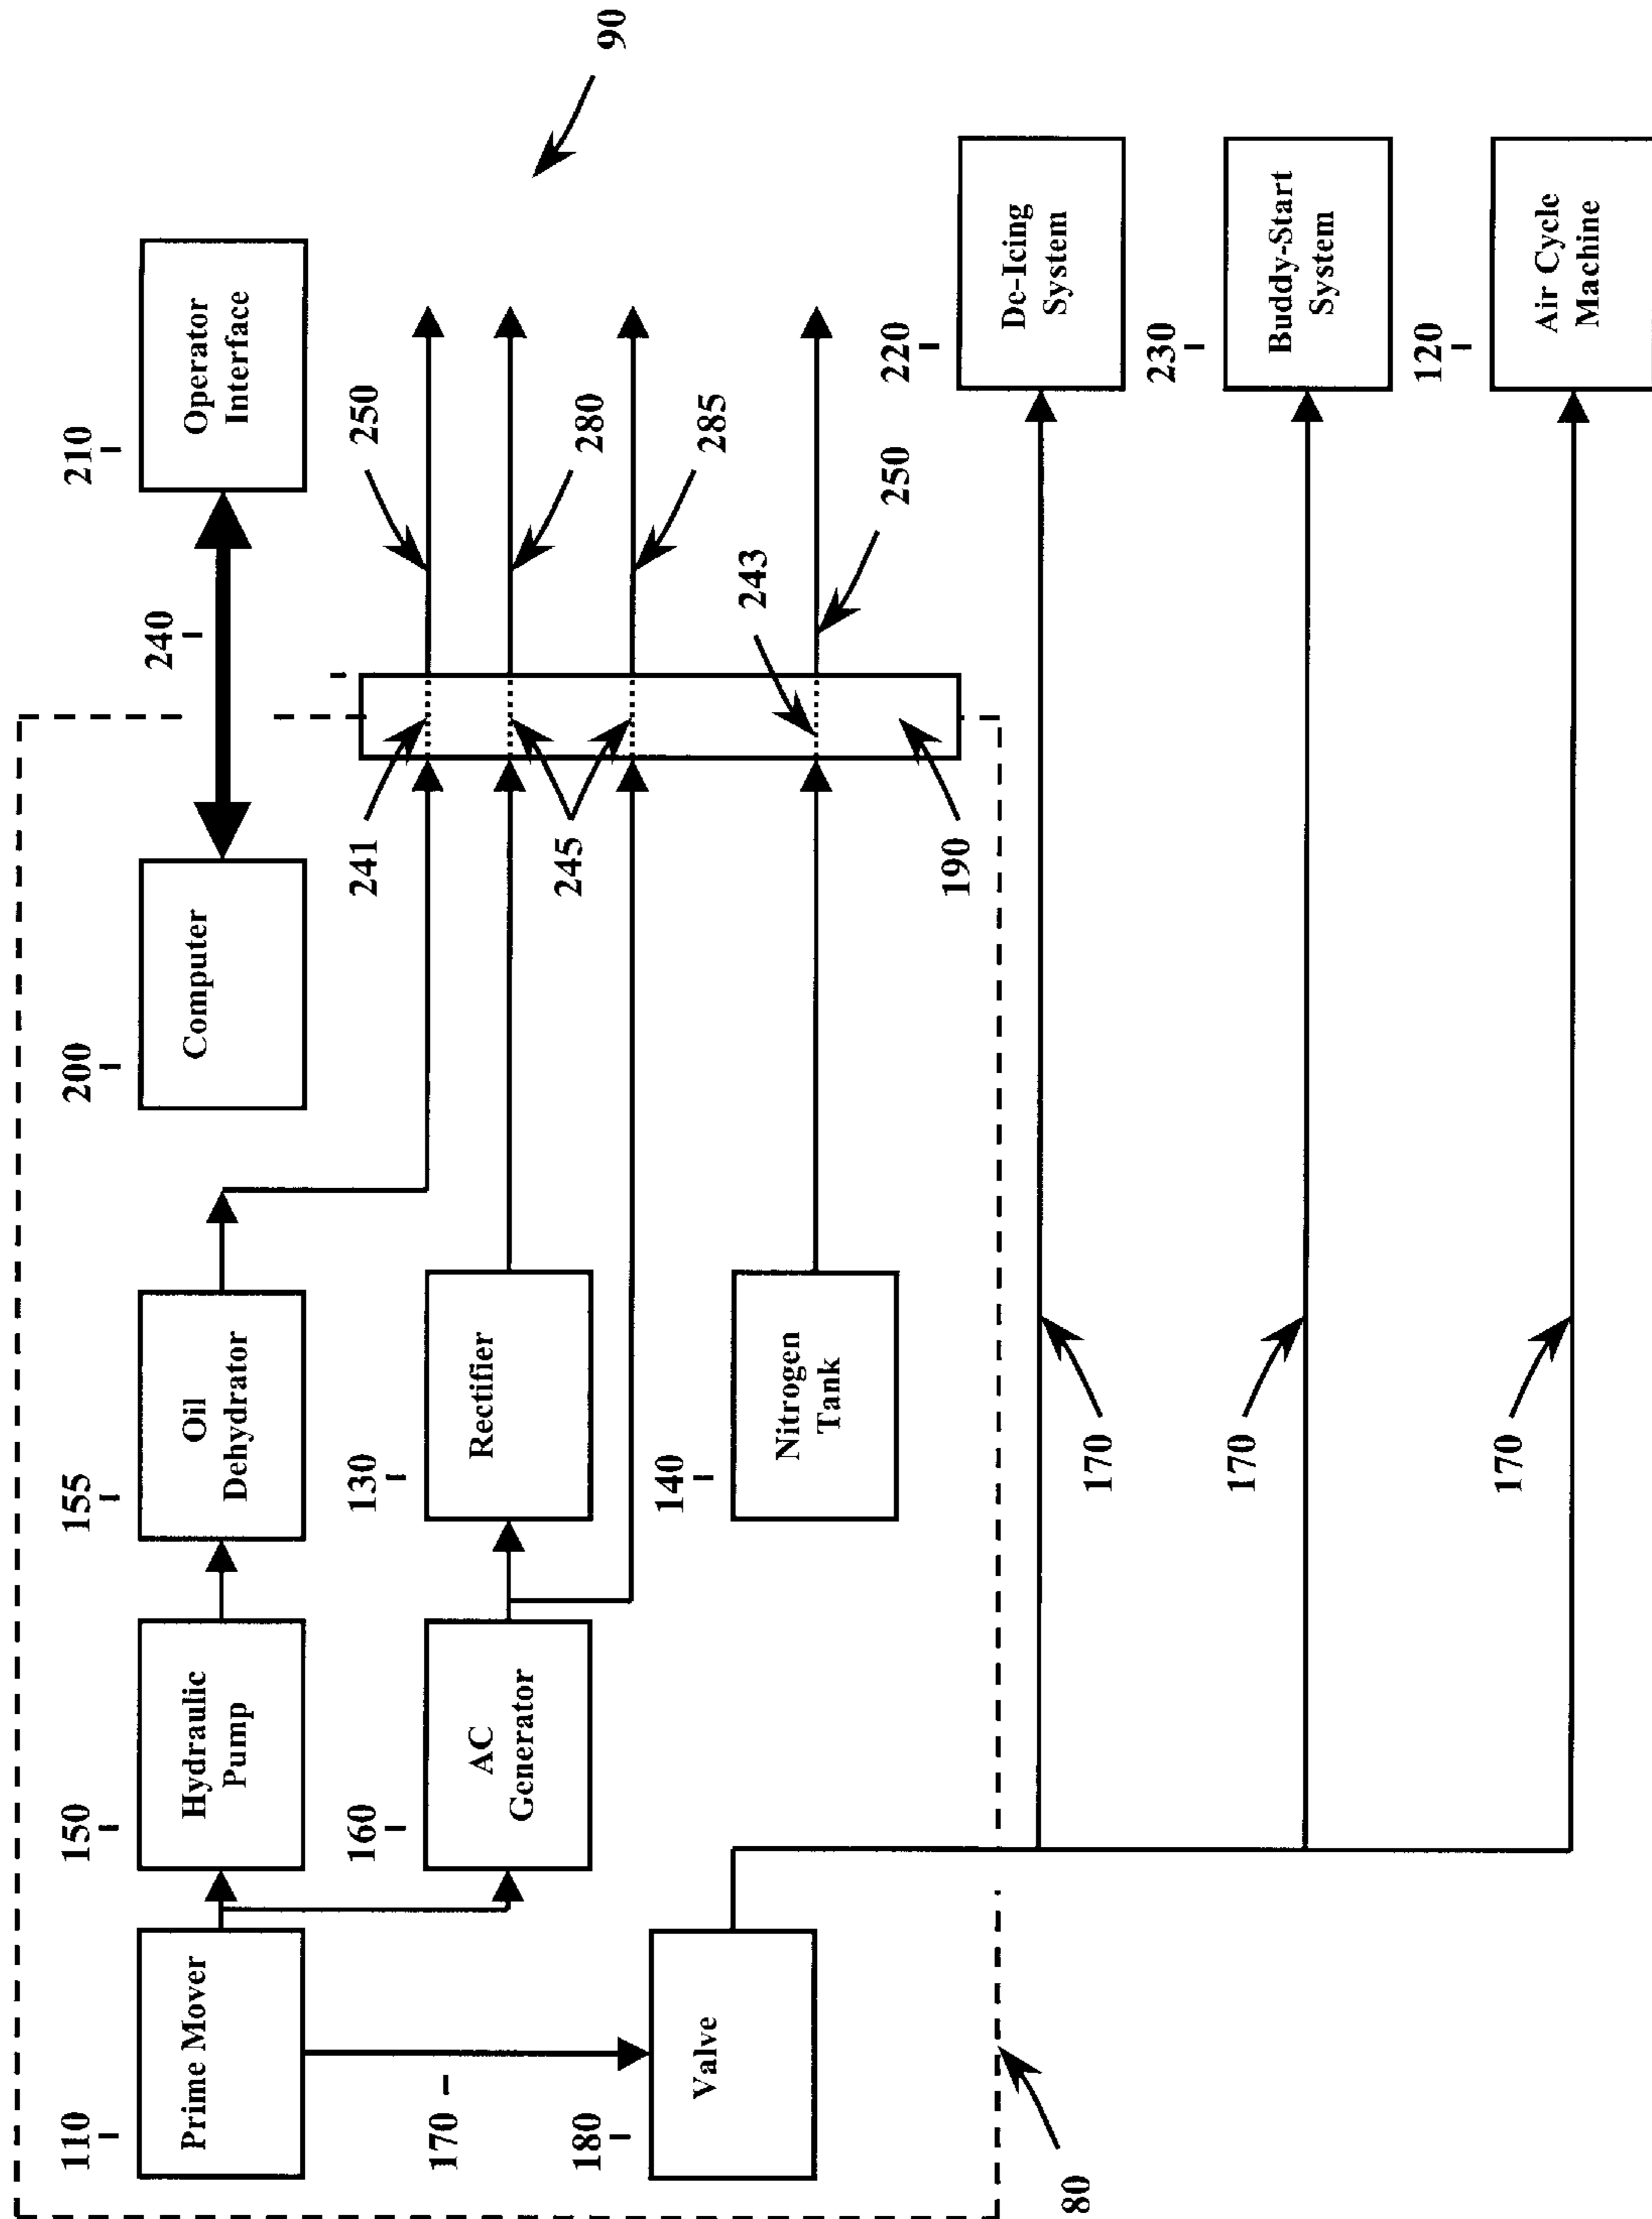 110
Prime Mover
150
Hydraulic
Pump
155
Oil
Dehydrator
200
Computer
240
210
Operator
Interface
170
160
AC
Generator
130
Rectifier
241
250
245
280
285
90
180
Valve
140
Nitrogen
Tank
243
250
190
80
170
220
De-Icing
System
170
230
Buddy-Start
System
170
120
Air Cycle
Machine